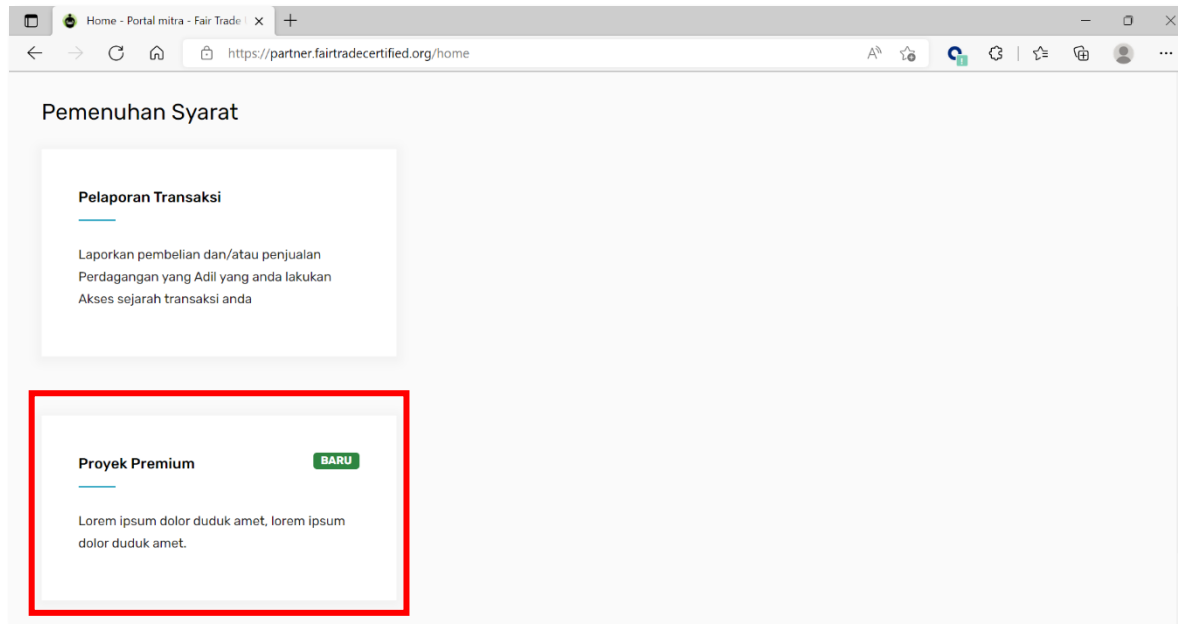 Home - Portal mitra - Fair Trade
https://partner.fairtradecertified.org/home
Pemenuhan Syarat
Pelaporan Transaksi
Laporkan pembelian dan/atau penjualan
Perdagangan yang Adil yang anda lakukan
Akses sejarah transaksi anda
Proyek Premium
BARU
Lorem ipsum dolor duduk amet, lorem ipsum
dolor duduk amet.